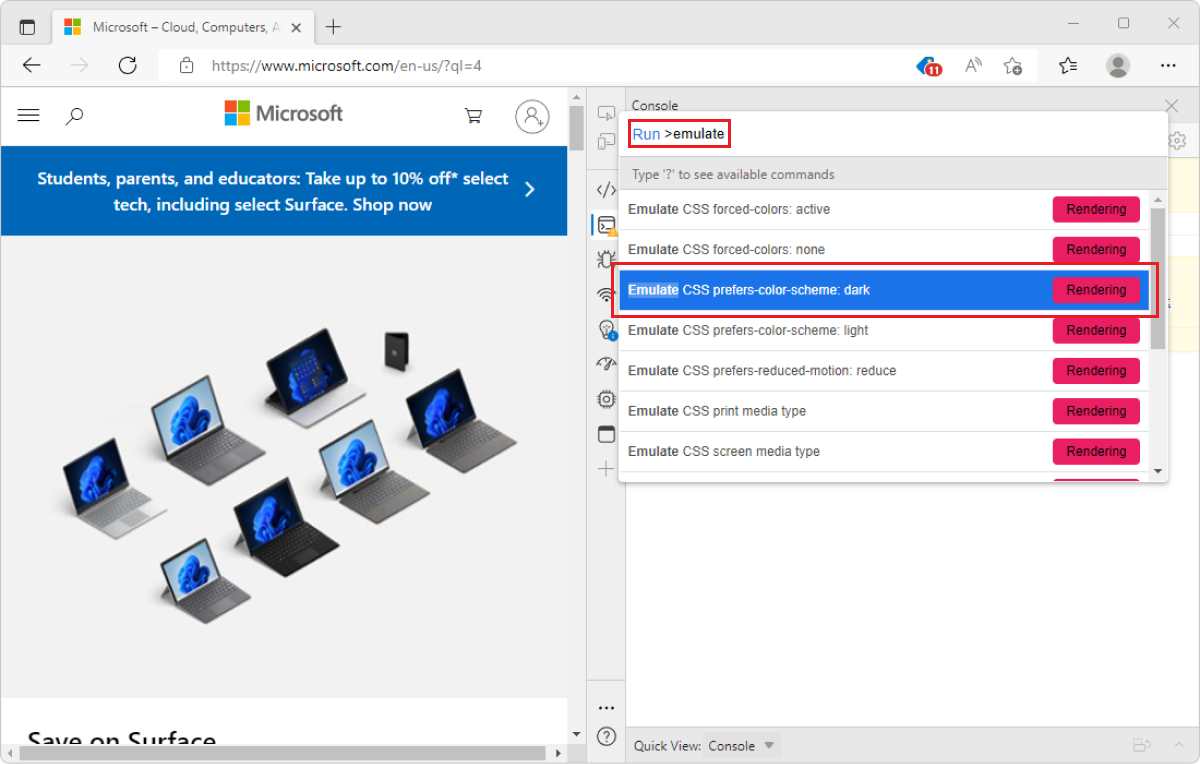 Microsoft – Cloud, Computers, A
https://www.microsoft.com/en-us/?ql=4
11
Microsoft
Students, parents, and educators: Take up to 10% off* select
tech, including select Surface. Shop now
Save on Surface
Console
Run >emulate
Type '?' to see available commands
Emulate CSS forced-colors: active Rendering
Emulate CSS forced-colors: none Rendering
Emulate CSS prefers-color-scheme: dark Rendering
Emulate CSS prefers-color-scheme: light Rendering
Emulate CSS prefers-reduced-motion: reduce Rendering
Emulate CSS print media type Rendering
Emulate CSS screen media type Rendering
Quick View: Console